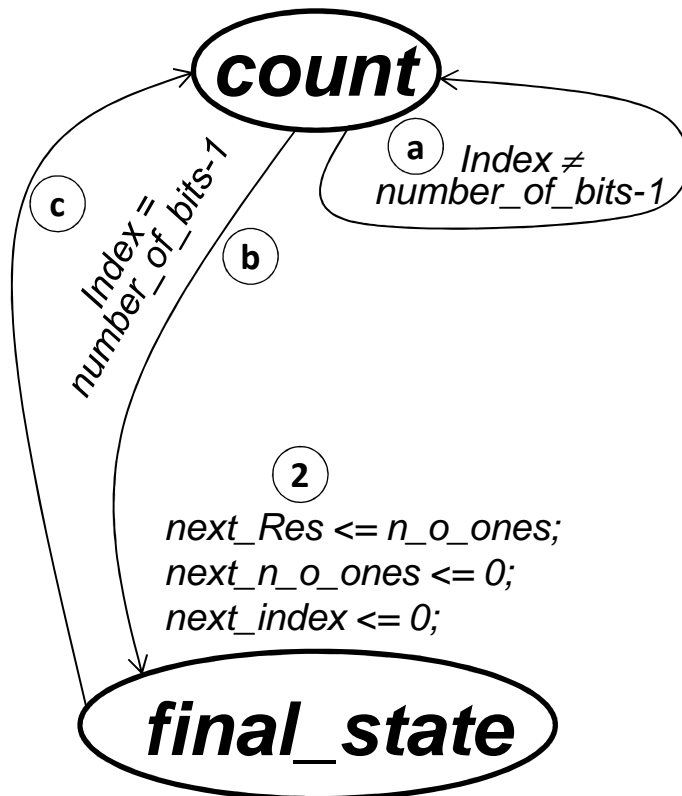 count
a
Index ≠
number_of_bits-1
c
Index =
number_of_bits-1
b
2
next_Res <= n_o_ones;
next_n_o_ones <= 0;
next_index <= 0;
final_state